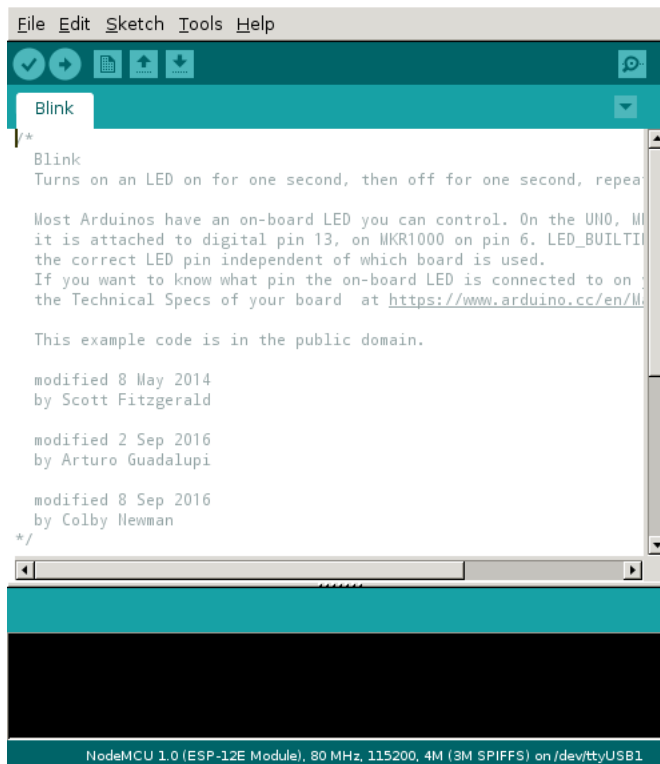 File Edit Sketch Tools Help
Blink
/*
Blink
Turns on an LED on for one second, then off for one second, repea
Most Arduinos have an on-board LED you can control. On the UNO, M
it is attached to digital pin 13, on MKR1000 on pin 6. LED_BUILTI
the correct LED pin independent of which board is used.
If you want to know what pin the on-board LED is connected to on
the Technical Specs of your board  at https://www.arduino.cc/en/M
This example code is in the public domain.
modified 8 May 2014
by Scott Fitzgerald
modified 2 Sep 2016
by Arturo Guadalupi
modified 8 Sep 2016
by Colby Newman
*/
NodeMCU 1.0 (ESP-12E Module), 80 MHz, 115200, 4M (3M SPIFFS) on /dev/ttyUSB1